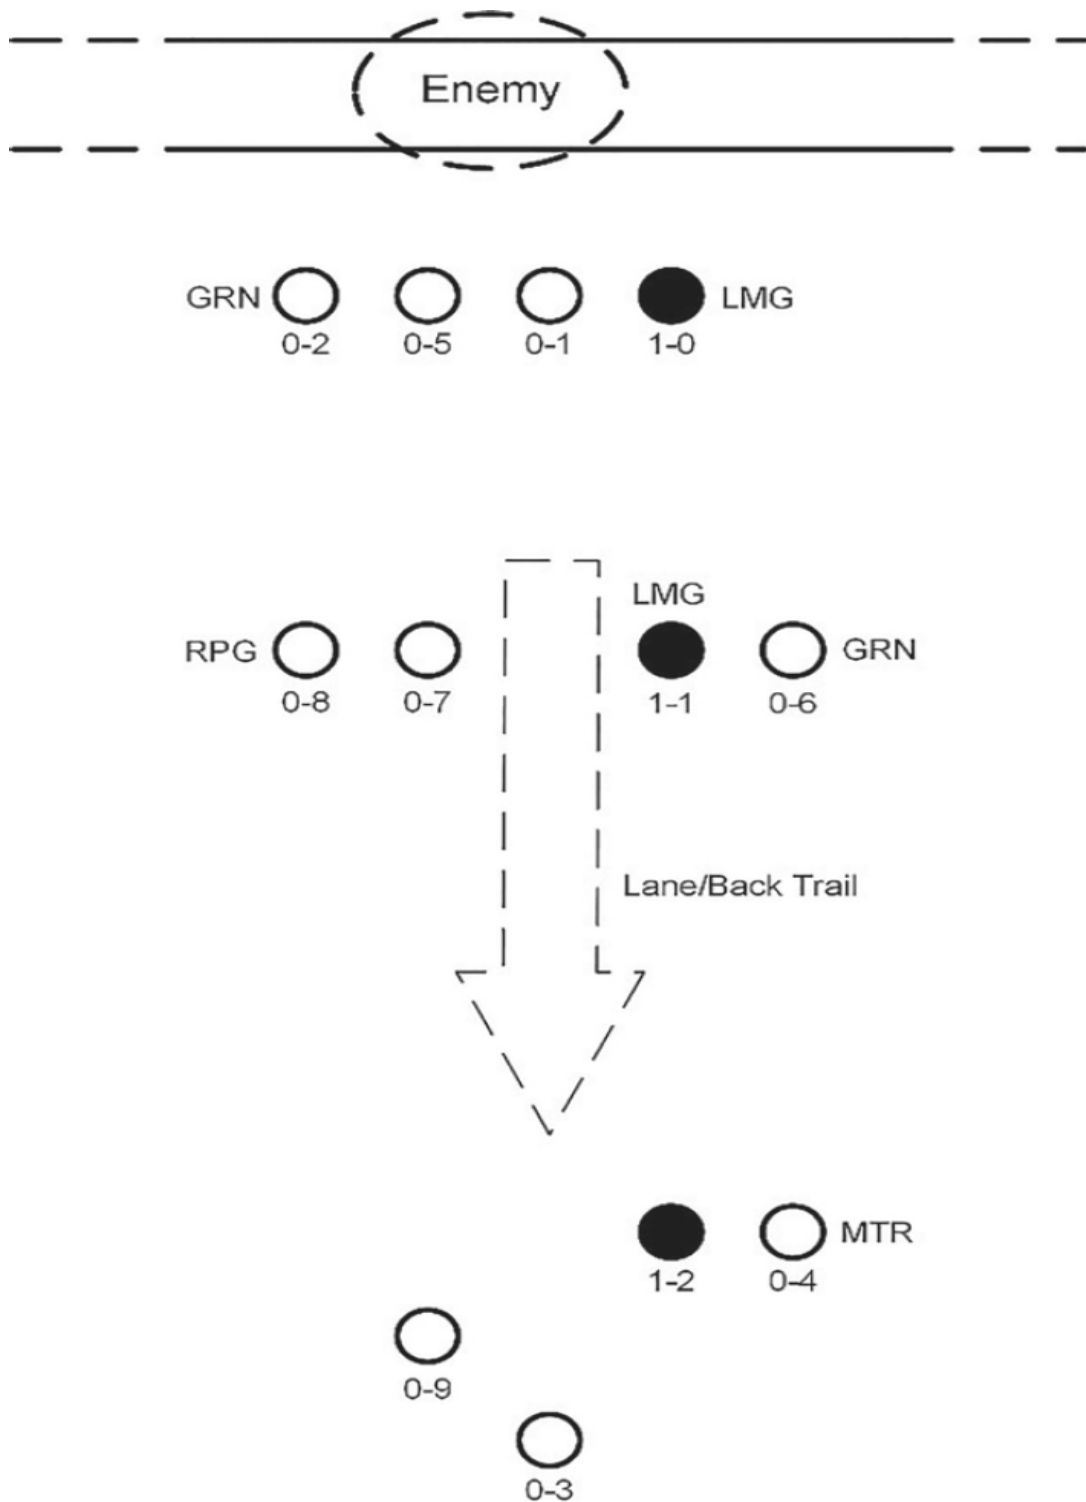 Enemy
GRN LMG
0-2 0-5 0-1 1-0
LMG
RPG GRN
0-8 0-7 1-1 0-6
Lane/Back Trail
MTR
1-2 0-4
0-9
0-3